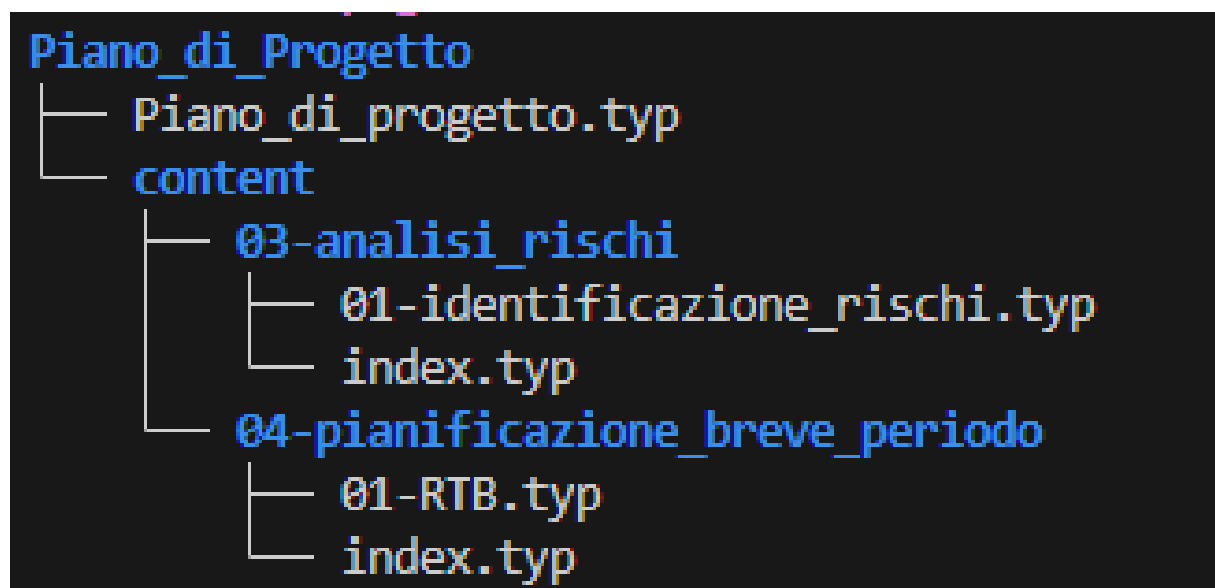 Piano_di_Progetto
├── Piano_di_progetto.typ
└── content
    ├── 03-analisi_rischi
    │   ├── 01-identificazione_rischi.typ
    │   └── index.typ
    └── 04-pianificazione_breve_periodo
        ├── 01-RTB.typ
        └── index.typ